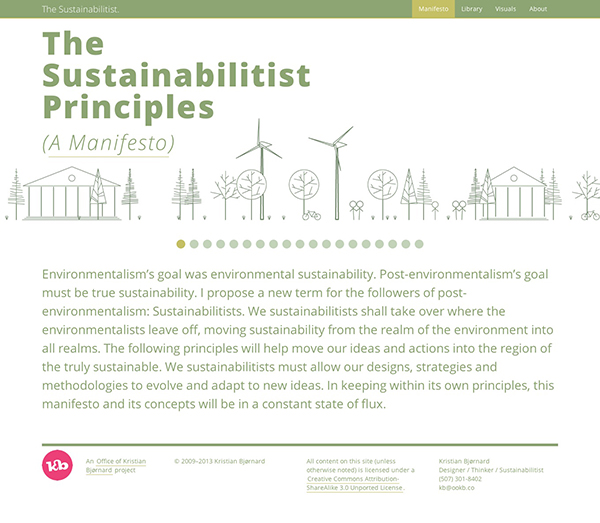 The Sustainabilitist.
Manifesto Library Visuals About
The
Sustainabilitist
Principles
(A Manifesto)
Environmentalism's goal was environmental sustainability. Post-environmentalism's goal
must be true sustainability. I propose a new term for the followers of post-
environmentalism: Sustainabilitists. We sustainabilitists shall take over where the
environmentalists leave off, moving sustainability from the realm of the environment into
all realms. The following principles will help move our ideas and actions into the region of
the truly sustainable. We sustainabilitists must allow our designs, strategies and
methodologies to evolve and adapt to new ideas. In keeping within its own principles, this
manifesto and its concepts will be in a constant state of flux.
kb
An Office of Kristian
Bjørnard project
© 2009–2013 Kristian Bjørnard
All content on this site (unless
otherwise noted) is licensed under a
Creative Commons Attribution-
ShareAlike 3.0 Unported License.
Kristian Bjørnard
Designer / Thinker / Sustainabilitist
(507) 301-8402
kb@ookb.co